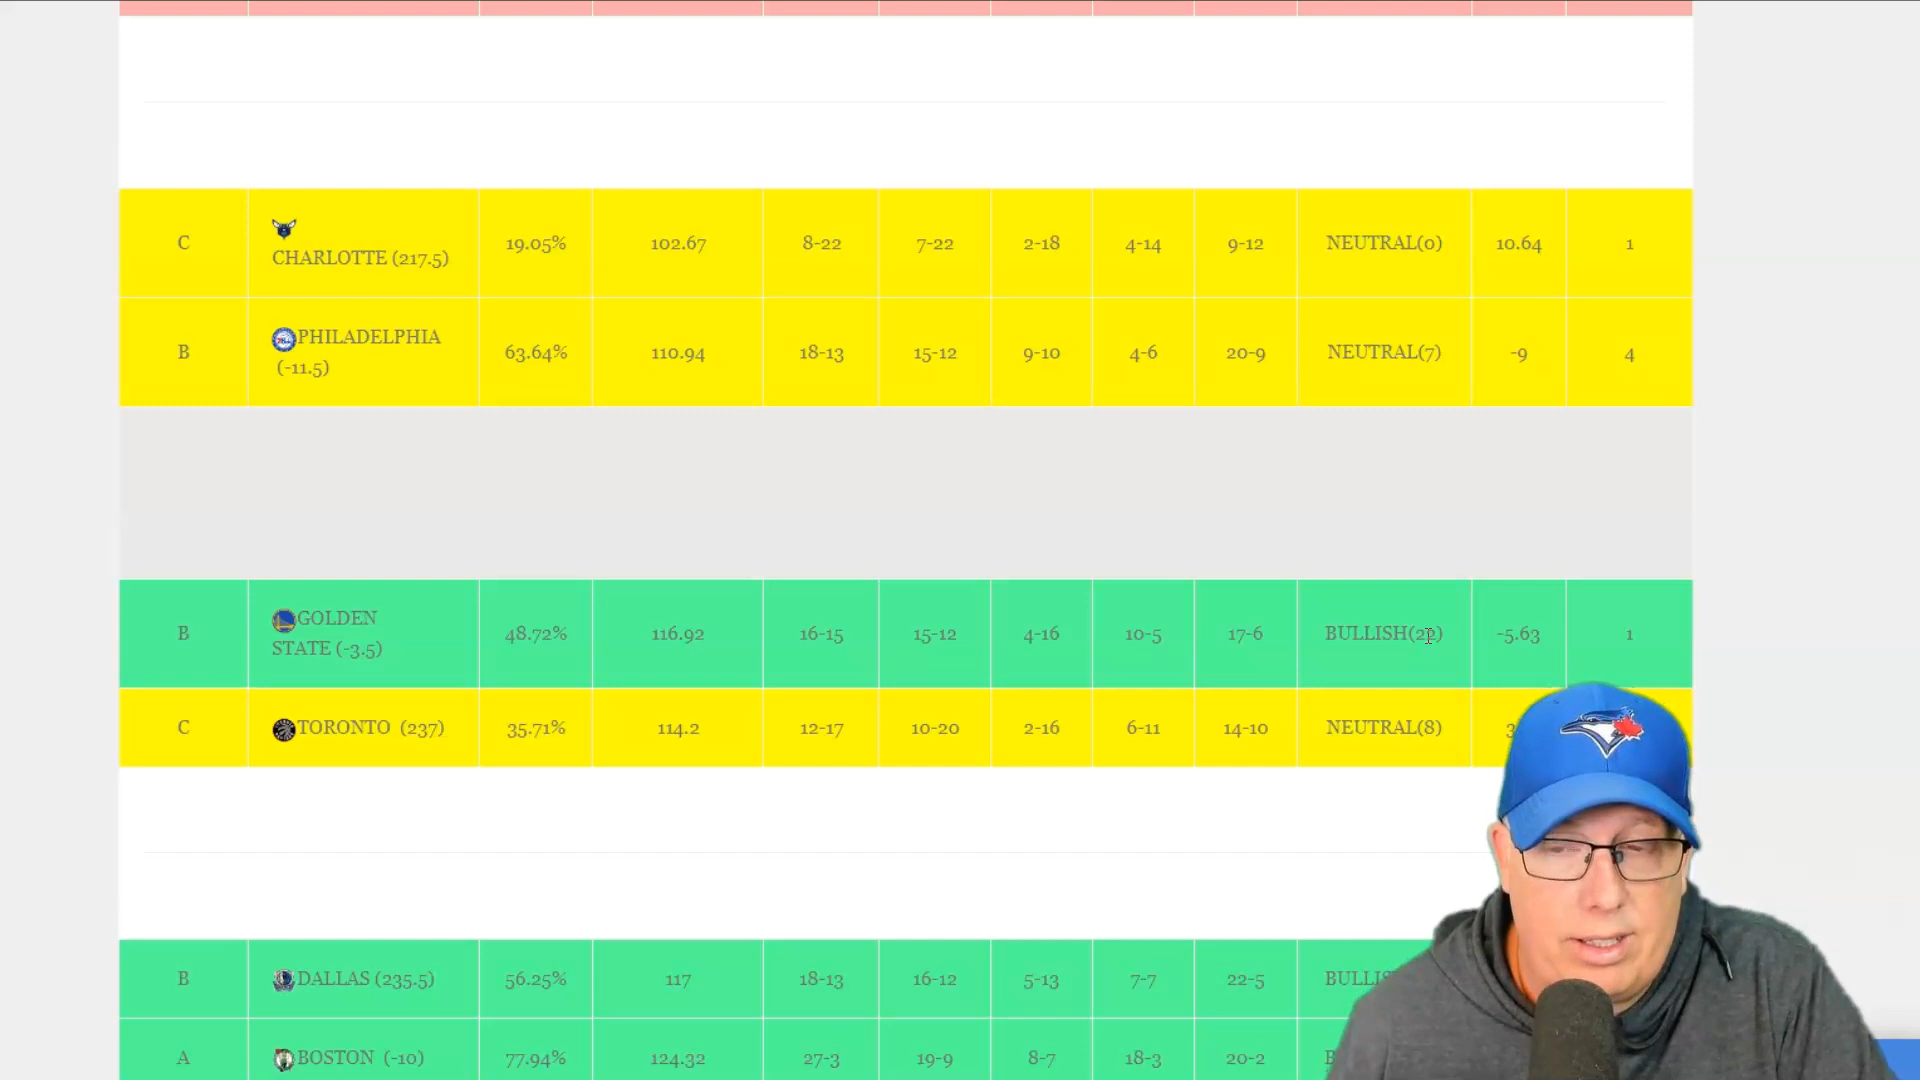 C CHARLOTTE (217.5) 19.05% 102.67 8-22 7-22 2-18 4-14 9-12 NEUTRAL(0) 10.64 1
B PHILADELPHIA (-11.5) 63.64% 110.94 18-13 15-12 9-10 4-6 20-9 NEUTRAL(7) -9 4
B GOLDEN STATE (-3.5) 48.72% 116.92 16-15 15-12 4-16 10-5 17-6 BULLISH(22) -5.63 1
C TORONTO (237) 35.71% 114.2 12-17 10-20 2-16 6-11 14-10 NEUTRAL(8) 3
B DALLAS (235.5) 56.25% 117 18-13 16-12 5-13 7-7 22-5 BULLIS
A BOSTON (-10) 77.94% 124.32 27-3 19-9 8-7 18-3 20-2 B